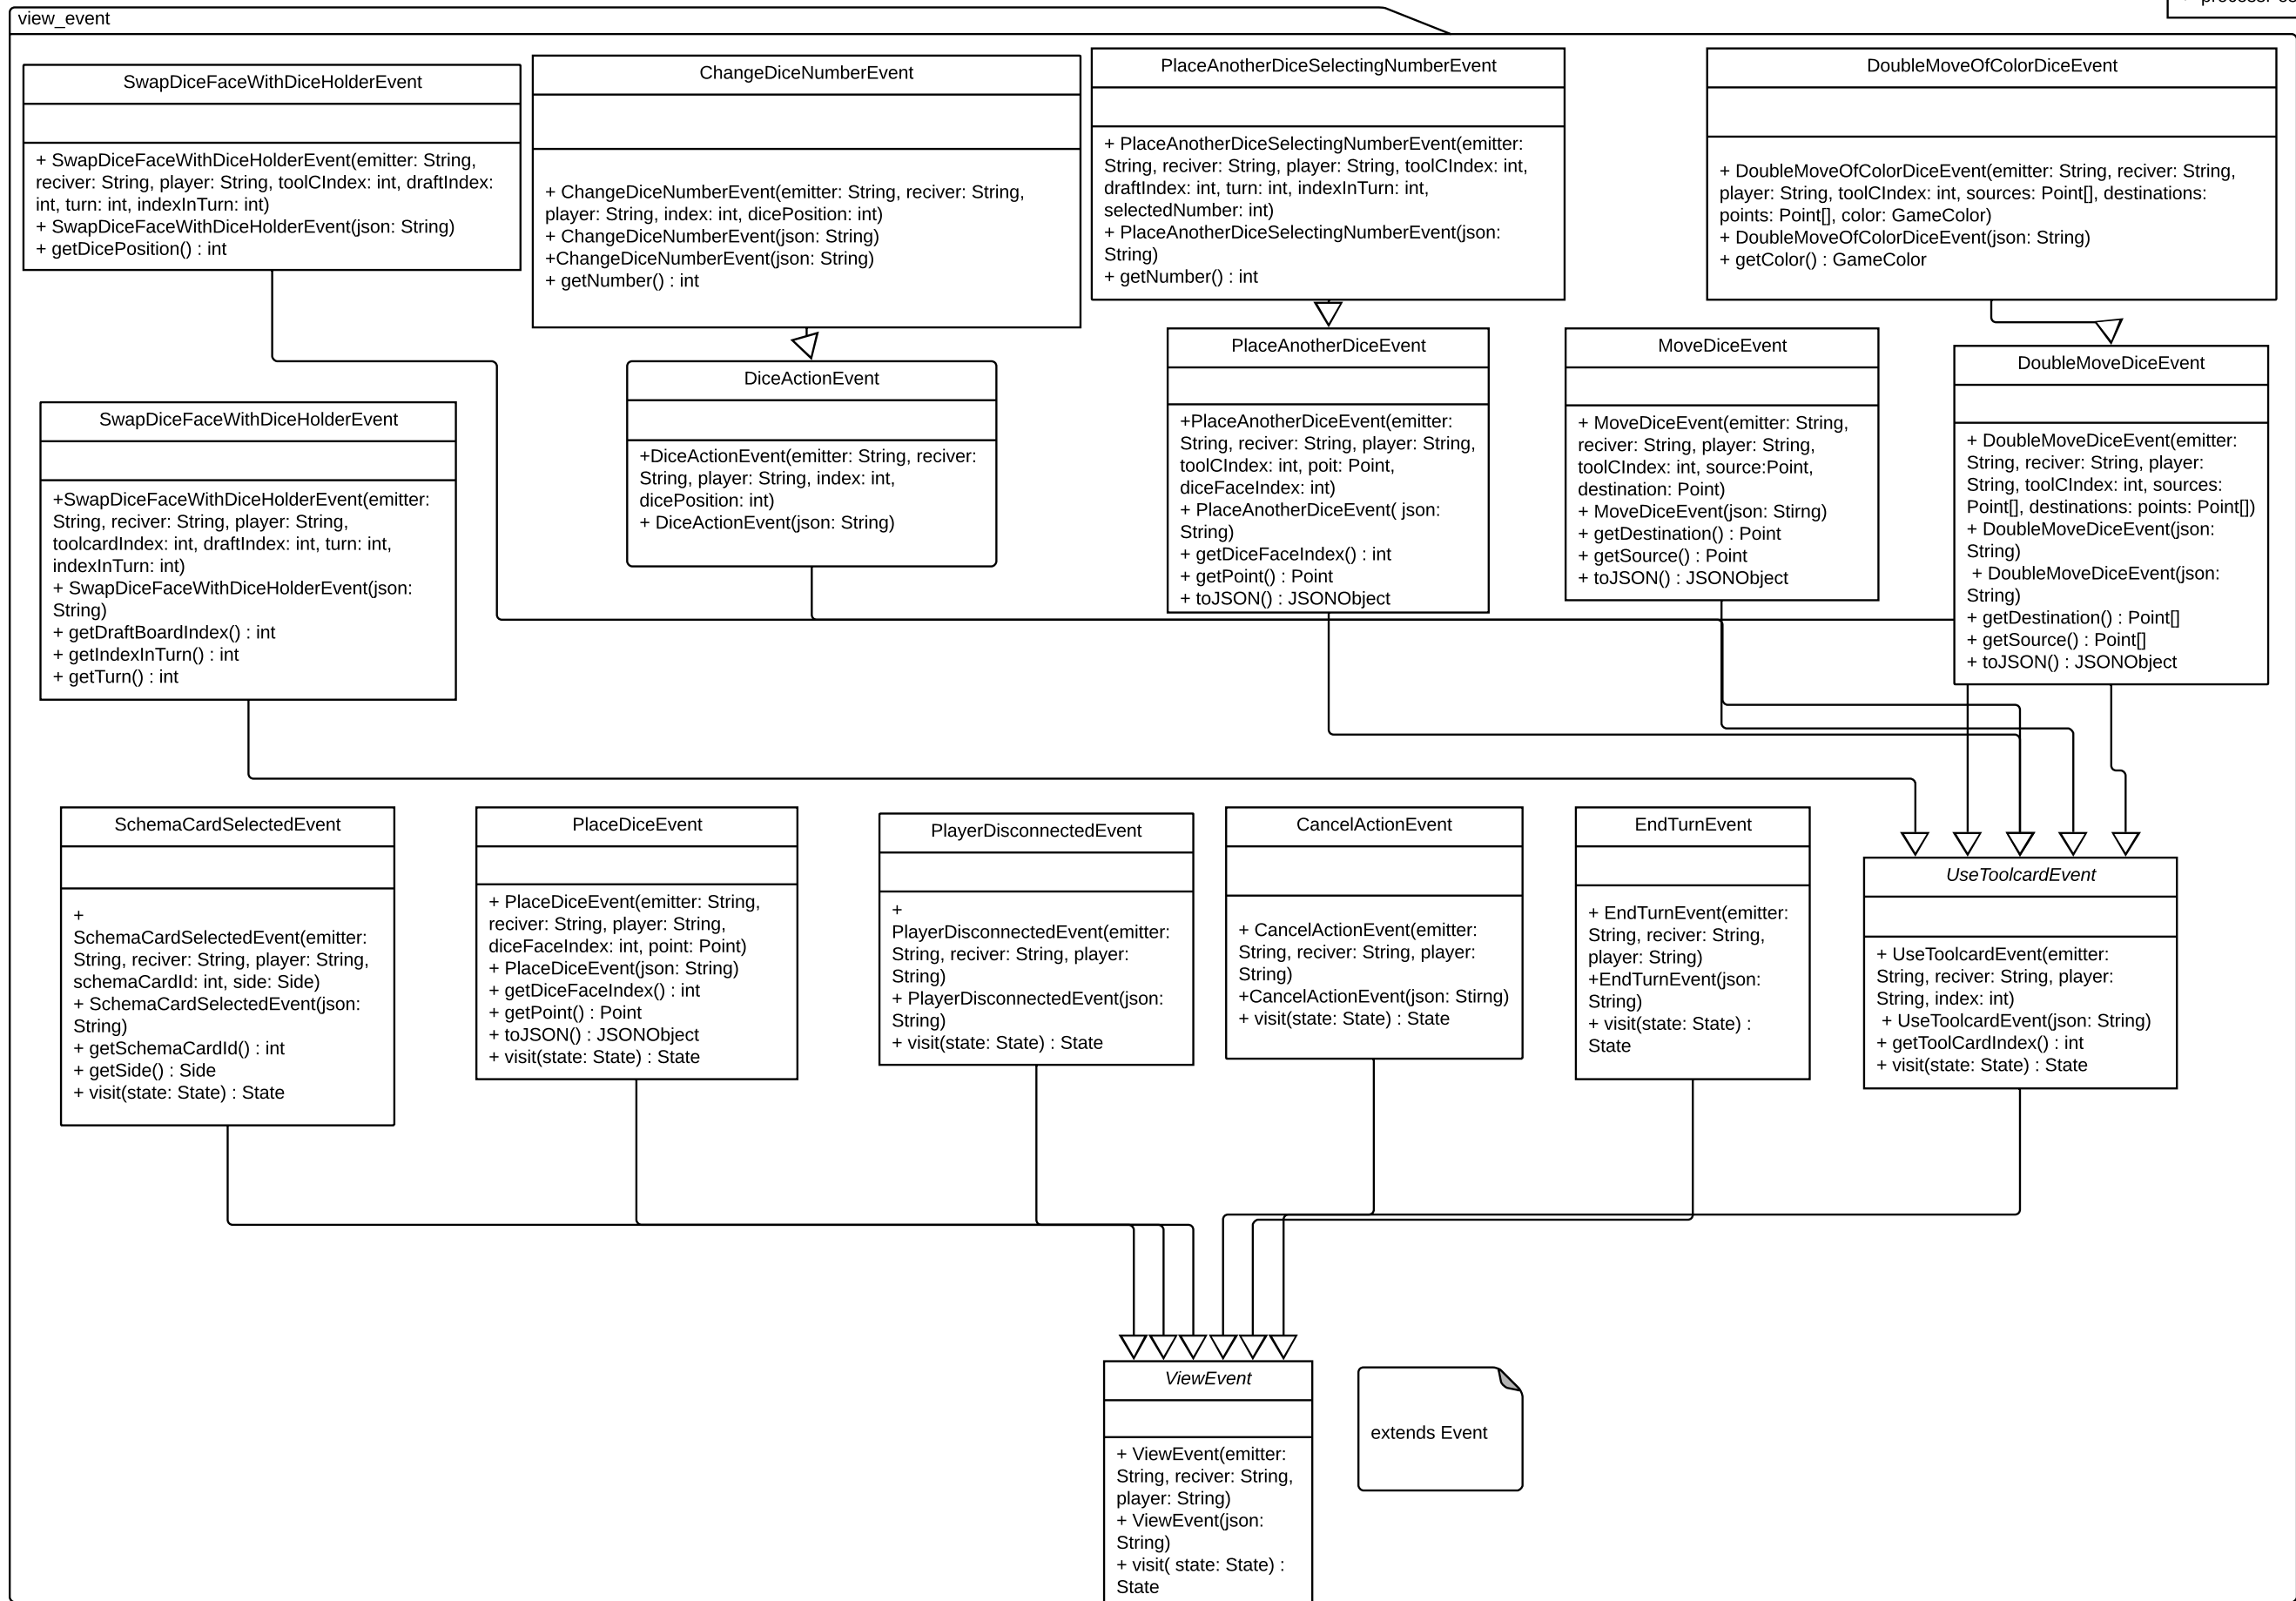 view_event
SwapDiceFaceWithDiceHolderEvent
+ SwapDiceFaceWithDiceHolderEvent(emitter: String,
reciver: String, player: String, toolCIndex: int, draftIndex:
int, turn: int, indexInTurn: int)
+ SwapDiceFaceWithDiceHolderEvent(json: String)
+ getDicePosition() : int
ChangeDiceNumberEvent
+ ChangeDiceNumberEvent(emitter: String, reciver: String,
player: String, index: int, dicePosition: int)
+ ChangeDiceNumberEvent(json: String)
+ChangeDiceNumberEvent(json: String)
+ getNumber() : int
PlaceAnotherDiceSelectingNumberEvent
+ PlaceAnotherDiceSelectingNumberEvent(emitter:
String, reciver: String, player: String, toolCIndex: int,
draftIndex: int, turn: int, indexInTurn: int,
selectedNumber: int)
+ PlaceAnotherDiceSelectingNumberEvent(json:
String)
+ getNumber() : int
DoubleMoveOfColorDiceEvent
+ DoubleMoveOfColorDiceEvent(emitter: String, reciver: String,
player: String, toolCIndex: int, sources: Point[], destinations:
points: Point[], color: GameColor)
+ DoubleMoveOfColorDiceEvent(json: String)
+ getColor() : GameColor
SwapDiceFaceWithDiceHolderEvent
+SwapDiceFaceWithDiceHolderEvent(emitter:
String, reciver: String, player: String,
toolcardIndex: int, draftIndex: int, turn: int,
indexInTurn: int)
+ SwapDiceFaceWithDiceHolderEvent(json:
String)
+ getDraftBoardIndex() : int
+ getIndexInTurn() : int
+ getTurn() : int
DiceActionEvent
+DiceActionEvent(emitter: String, reciver:
String, player: String, index: int,
dicePosition: int)
+ DiceActionEvent(json: String)
PlaceAnotherDiceEvent
+PlaceAnotherDiceEvent(emitter:
String, reciver: String, player: String,
toolCIndex: int, poit: Point,
diceFaceIndex: int)
+ PlaceAnotherDiceEvent( json:
String)
+ getDiceFaceIndex() : int
+ getPoint() : Point
+ toJSON() : JSONObject
MoveDiceEvent
+ MoveDiceEvent(emitter: String,
reciver: String, player: String,
toolCIndex: int, source:Point,
destination: Point)
+ MoveDiceEvent(json: Stirng)
+ getDestination() : Point
+ getSource() : Point
+ toJSON() : JSONObject
DoubleMoveDiceEvent
+ DoubleMoveDiceEvent(emitter:
String, reciver: String, player:
String, toolCIndex: int, sources:
Point[], destinations: points: Point[])
+ DoubleMoveDiceEvent(json:
String)
+ DoubleMoveDiceEvent(json:
String)
+ getDestination() : Point[]
+ getSource() : Point[]
+ toJSON() : JSONObject
SchemaCardSelectedEvent
+
SchemaCardSelectedEvent(emitter:
String, reciver: String, player: String,
schemaCardId: int, side: Side)
+ SchemaCardSelectedEvent(json:
String)
+ getSchemaCardId() : int
+ getSide() : Side
+ visit(state: State) : State
PlaceDiceEvent
+ PlaceDiceEvent(emitter: String,
reciver: String, player: String,
diceFaceIndex: int, point: Point)
+ PlaceDiceEvent(json: String)
+ getDiceFaceIndex() : int
+ getPoint() : Point
+ toJSON() : JSONObject
+ visit(state: State) : State
PlayerDisconnectedEvent
+
PlayerDisconnectedEvent(emitter:
String, reciver: String, player:
String)
+ PlayerDisconnectedEvent(json:
String)
+ visit(state: State) : State
CancelActionEvent
+ CancelActionEvent(emitter:
String, reciver: String, player:
String)
+CancelActionEvent(json: Stirng)
+ visit(state: State) : State
EndTurnEvent
+ EndTurnEvent(emitter:
String, reciver: String,
player: String)
+EndTurnEvent(json:
String)
+ visit(state: State) :
State
UseToolcardEvent
+ UseToolcardEvent(emitter:
String, reciver: String, player:
String, index: int)
+ UseToolcardEvent(json: String)
+ getToolCardIndex() : int
+ visit(state: State) : State
ViewEvent
+ ViewEvent(emitter:
String, reciver: String,
player: String)
+ ViewEvent(json:
String)
+ visit( state: State) :
State
extends Event